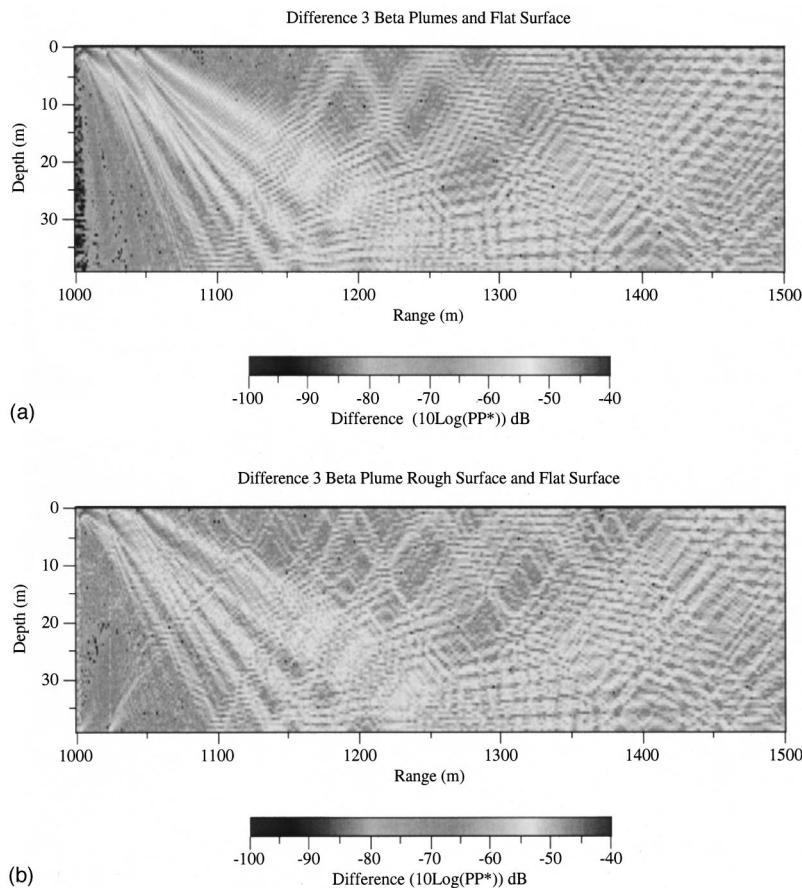 Difference 3 Beta Plumes and Flat Surface
0
10
20
30
Depth (m)
1000 1100 1200 1300 1400 1500
Range (m)
-100 -90 -80 -70 -60 -50 -40
Difference (10Log(PP*)) dB
(a)
Difference 3 Beta Plume Rough Surface and Flat Surface
0
10
20
30
Depth (m)
1000 1100 1200 1300 1400 1500
Range (m)
-100 -90 -80 -70 -60 -50 -40
Difference (10Log(PP*)) dB
(b)